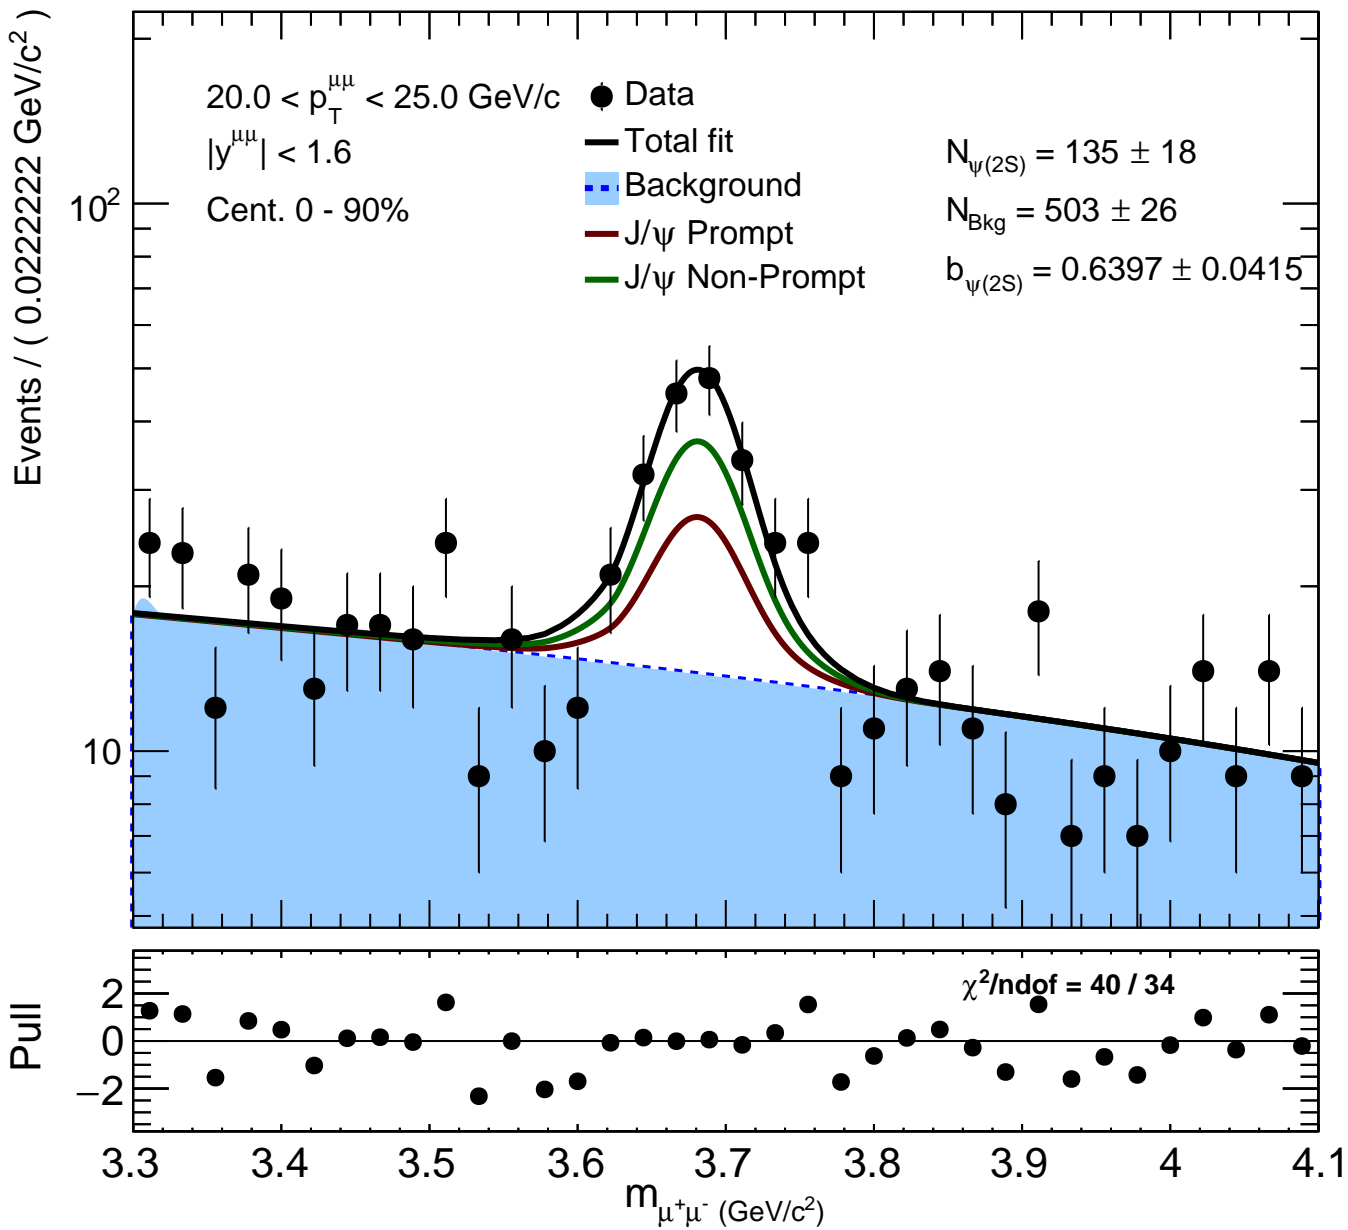 Events / ( 0.0222222 GeV/c²)
20.0 < p_T^μμ < 25.0 GeV/c
|y^μμ| < 1.6
Cent. 0 - 90%
Data
Total fit
Background
J/ψ Prompt
J/ψ Non-Prompt
N_ψ(2S) = 135 ± 18
N_Bkg = 503 ± 26
b_ψ(2S) = 0.6397 ± 0.0415
10²
10
Pull
χ²/ndof = 40 / 34
2
0
−2
3.3 3.4 3.5 3.6 3.7 3.8 3.9 4 4.1
m_μ⁺μ⁻ (GeV/c²)